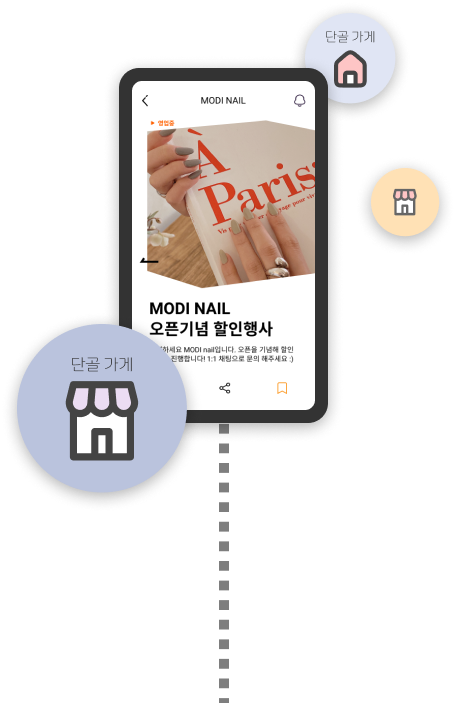 단골 가게
MODI NAIL
영업중
À
Paris
MODI NAIL
오픈기념 할인행사
하세요 MODI nail입니다. 오픈을 기념해 할인
진행합니다! 1:1 채팅으로 문의 해주세요 :)
단골 가게